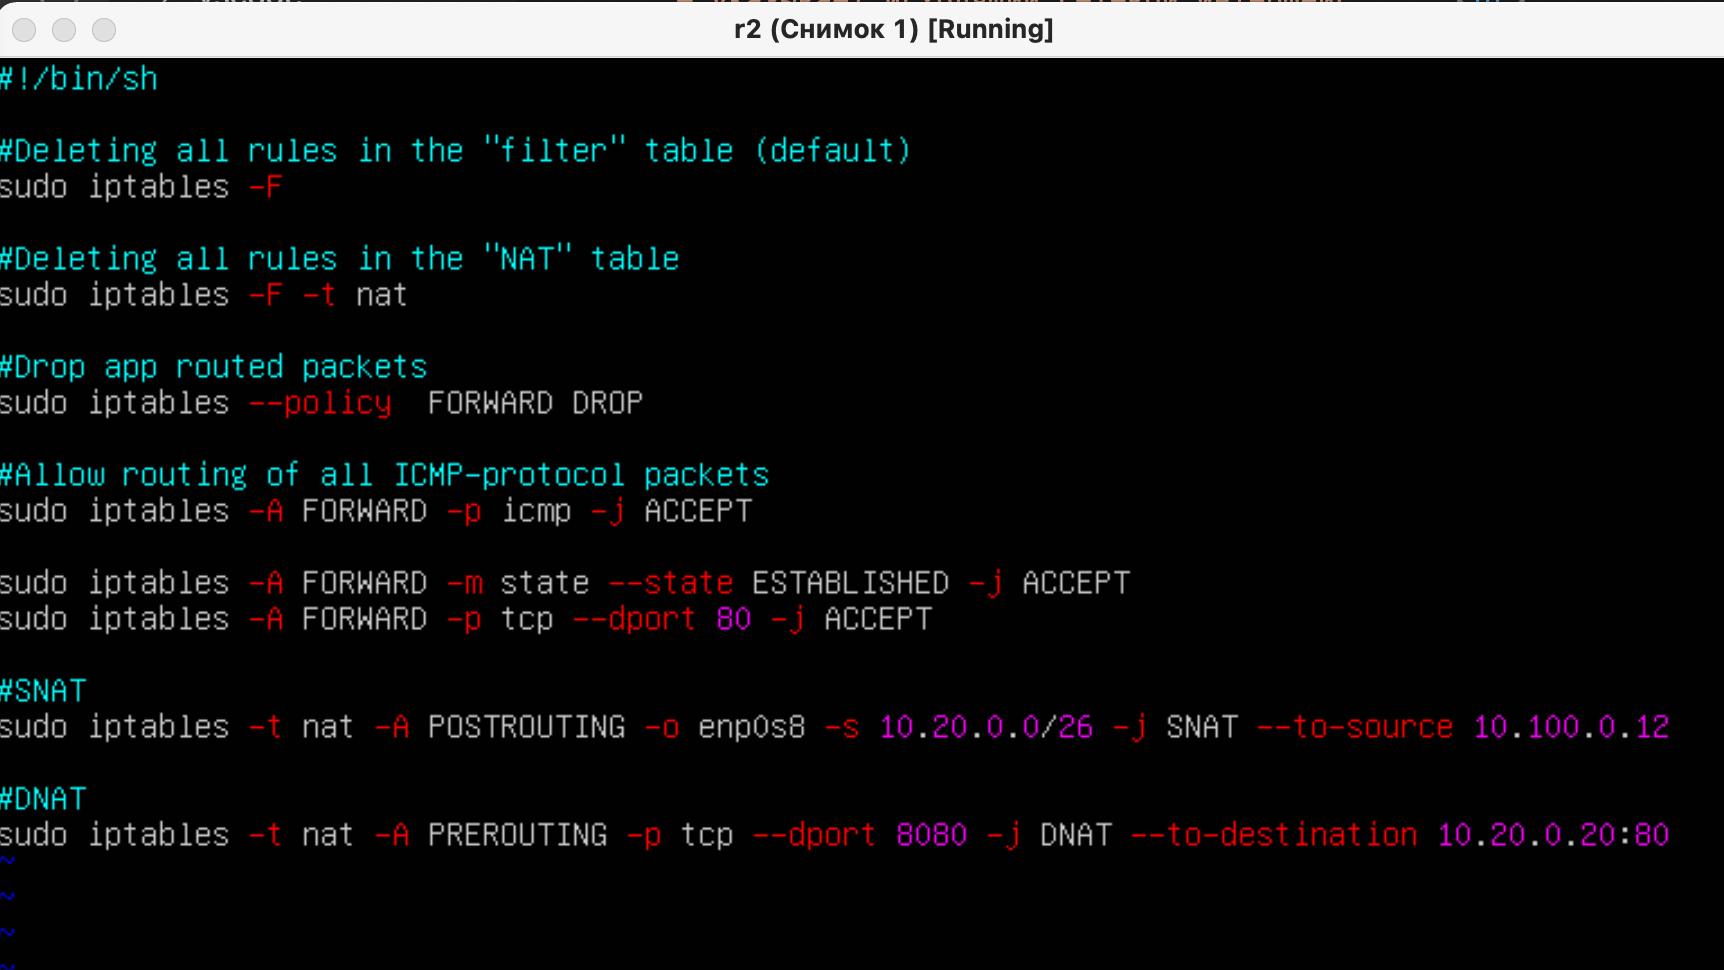 r2 (Снимок 1) [Running]
#!/bin/sh
#Deleting all rules in the "filter" table (default)
sudo iptables -F
#Deleting all rules in the "NAT" table
sudo iptables -F -t nat
#Drop app routed packets
sudo iptables --policy  FORWARD DROP
#Allow routing of all ICMP-protocol packets
sudo iptables -A FORWARD -p icmp -j ACCEPT
sudo iptables -A FORWARD -m state --state ESTABLISHED -j ACCEPT
sudo iptables -A FORWARD -p tcp --dport 80 -j ACCEPT
#SNAT
sudo iptables -t nat -A POSTROUTING -o enp0s8 -s 10.20.0.0/26 -j SNAT --to-source 10.100.0.12
#DNAT
sudo iptables -t nat -A PREROUTING -p tcp --dport 8080 -j DNAT --to-destination 10.20.0.20:80
~
~
~
~